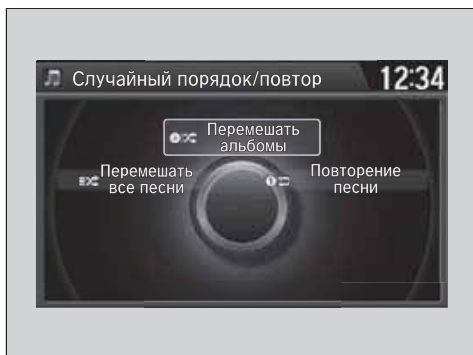 Случайный порядок/повтор 12:34
Перемешать
альбомы
Перемешать
все песни
Повторение
песни